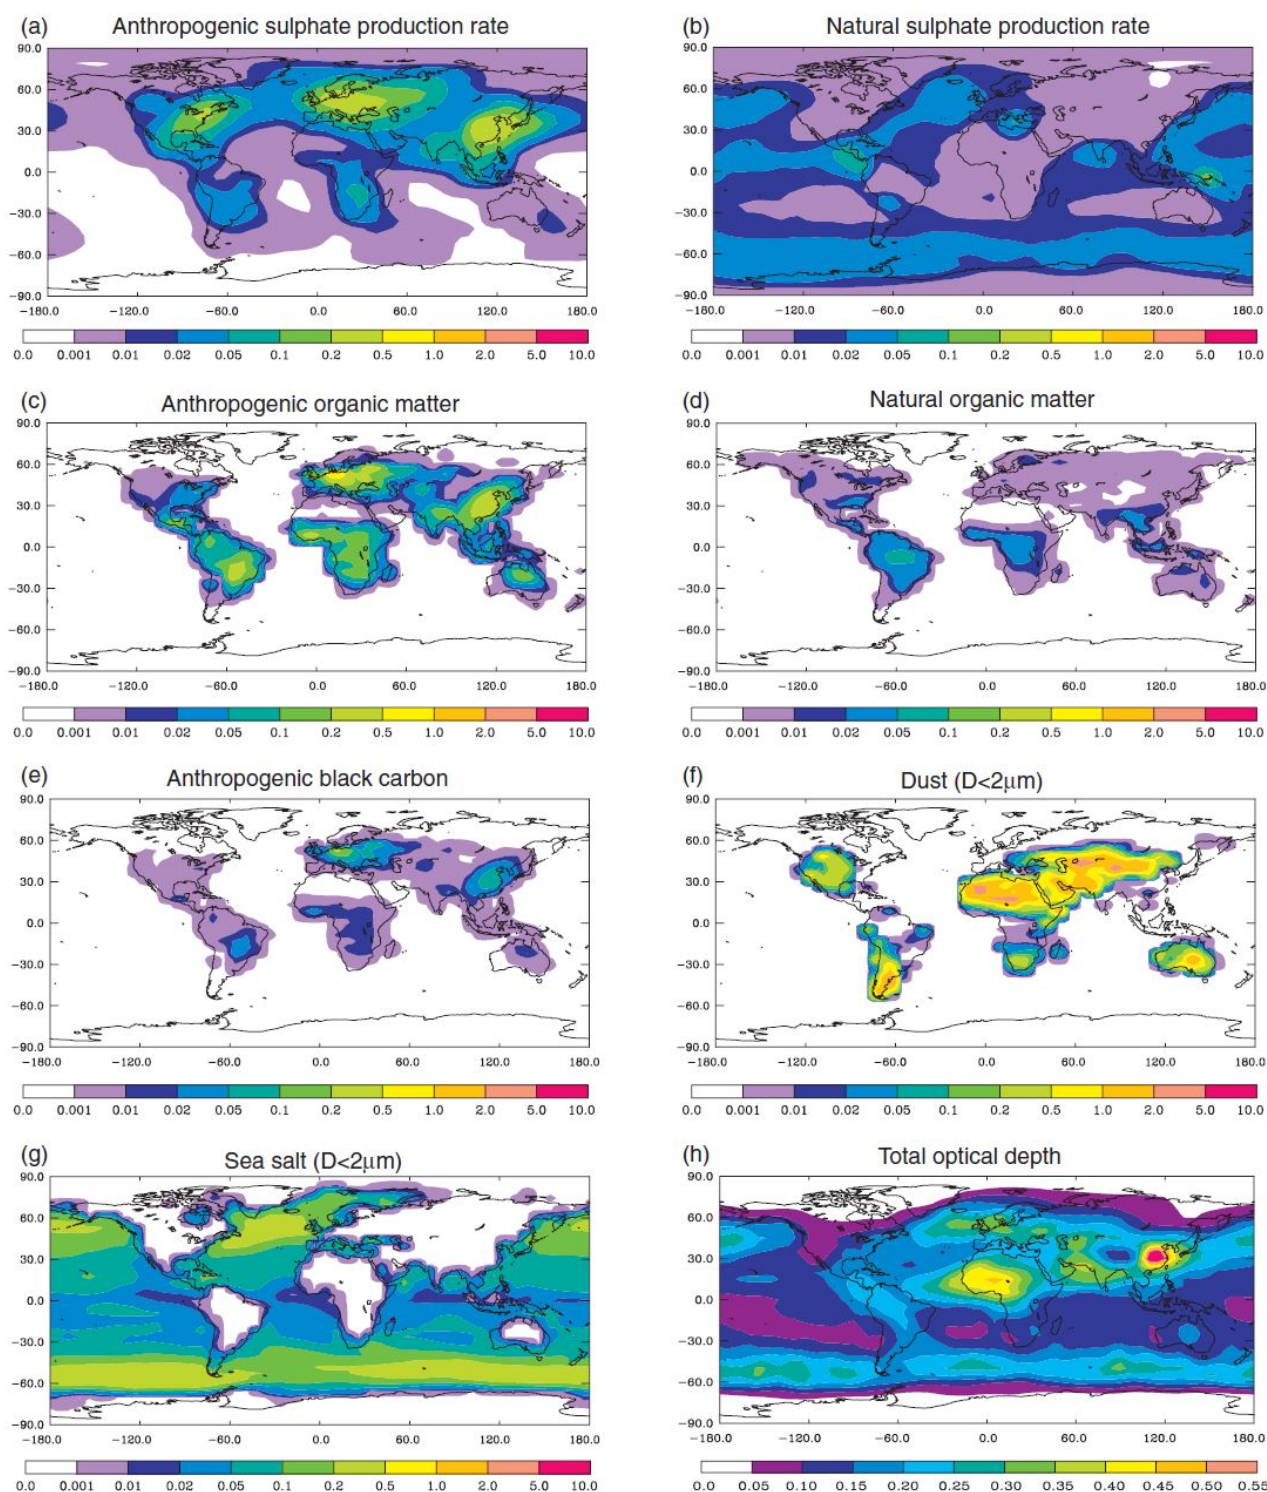 (a) Anthropogenic sulphate production rate
90.0
60.0
30.0
0.0
−30.0
−60.0
−90.0
−180.0 −120.0 −60.0 0.0 60.0 120.0 180.0
0.0 0.001 0.01 0.02 0.05 0.1 0.2 0.5 1.0 2.0 5.0 10.0
(b) Natural sulphate production rate
90.0
60.0
30.0
0.0
−30.0
−60.0
−90.0
−180.0 −120.0 −60.0 0.0 60.0 120.0 180.0
0.0 0.001 0.01 0.02 0.05 0.1 0.2 0.5 1.0 2.0 5.0 10.0
(c) Anthropogenic organic matter
90.0
60.0
30.0
0.0
−30.0
−60.0
−90.0
−180.0 −120.0 −60.0 0.0 60.0 120.0 180.0
0.0 0.001 0.01 0.02 0.05 0.1 0.2 0.5 1.0 2.0 5.0 10.0
(d) Natural organic matter
90.0
60.0
30.0
0.0
−30.0
−60.0
−90.0
−180.0 −120.0 −60.0 0.0 60.0 120.0 180.0
0.0 0.001 0.01 0.02 0.05 0.1 0.2 0.5 1.0 2.0 5.0 10.0
(e) Anthropogenic black carbon
90.0
60.0
30.0
0.0
−30.0
−60.0
−90.0
−180.0 −120.0 −60.0 0.0 60.0 120.0 180.0
0.0 0.001 0.01 0.02 0.05 0.1 0.2 0.5 1.0 2.0 5.0 10.0
(f) Dust (D<2μm)
90.0
60.0
30.0
0.0
−30.0
−60.0
−90.0
−180.0 −120.0 −60.0 0.0 60.0 120.0 180.0
0.0 0.001 0.01 0.02 0.05 0.1 0.2 0.5 1.0 2.0 5.0 10.0
(g) Sea salt (D<2μm)
90.0
60.0
30.0
0.0
−30.0
−60.0
−90.0
−180.0 −120.0 −60.0 0.0 60.0 120.0 180.0
0.0 0.001 0.01 0.02 0.05 0.1 0.2 0.5 1.0 2.0 5.0 10.0
(h) Total optical depth
90.0
60.0
30.0
0.0
−30.0
−60.0
−90.0
−180.0 −120.0 −60.0 0.0 60.0 120.0 180.0
0.0 0.05 0.10 0.15 0.20 0.25 0.30 0.35 0.40 0.45 0.50 0.55